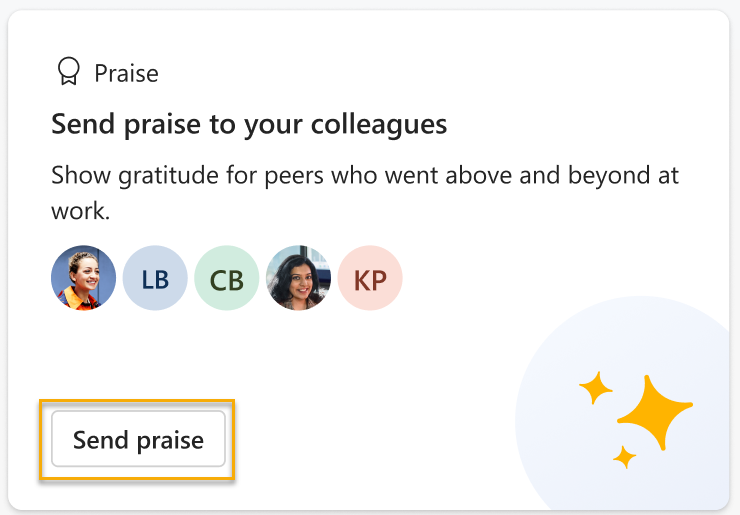 Praise
Send praise to your colleagues
Show gratitude for peers who went above and beyond at
work.
LB CB KP
Send praise